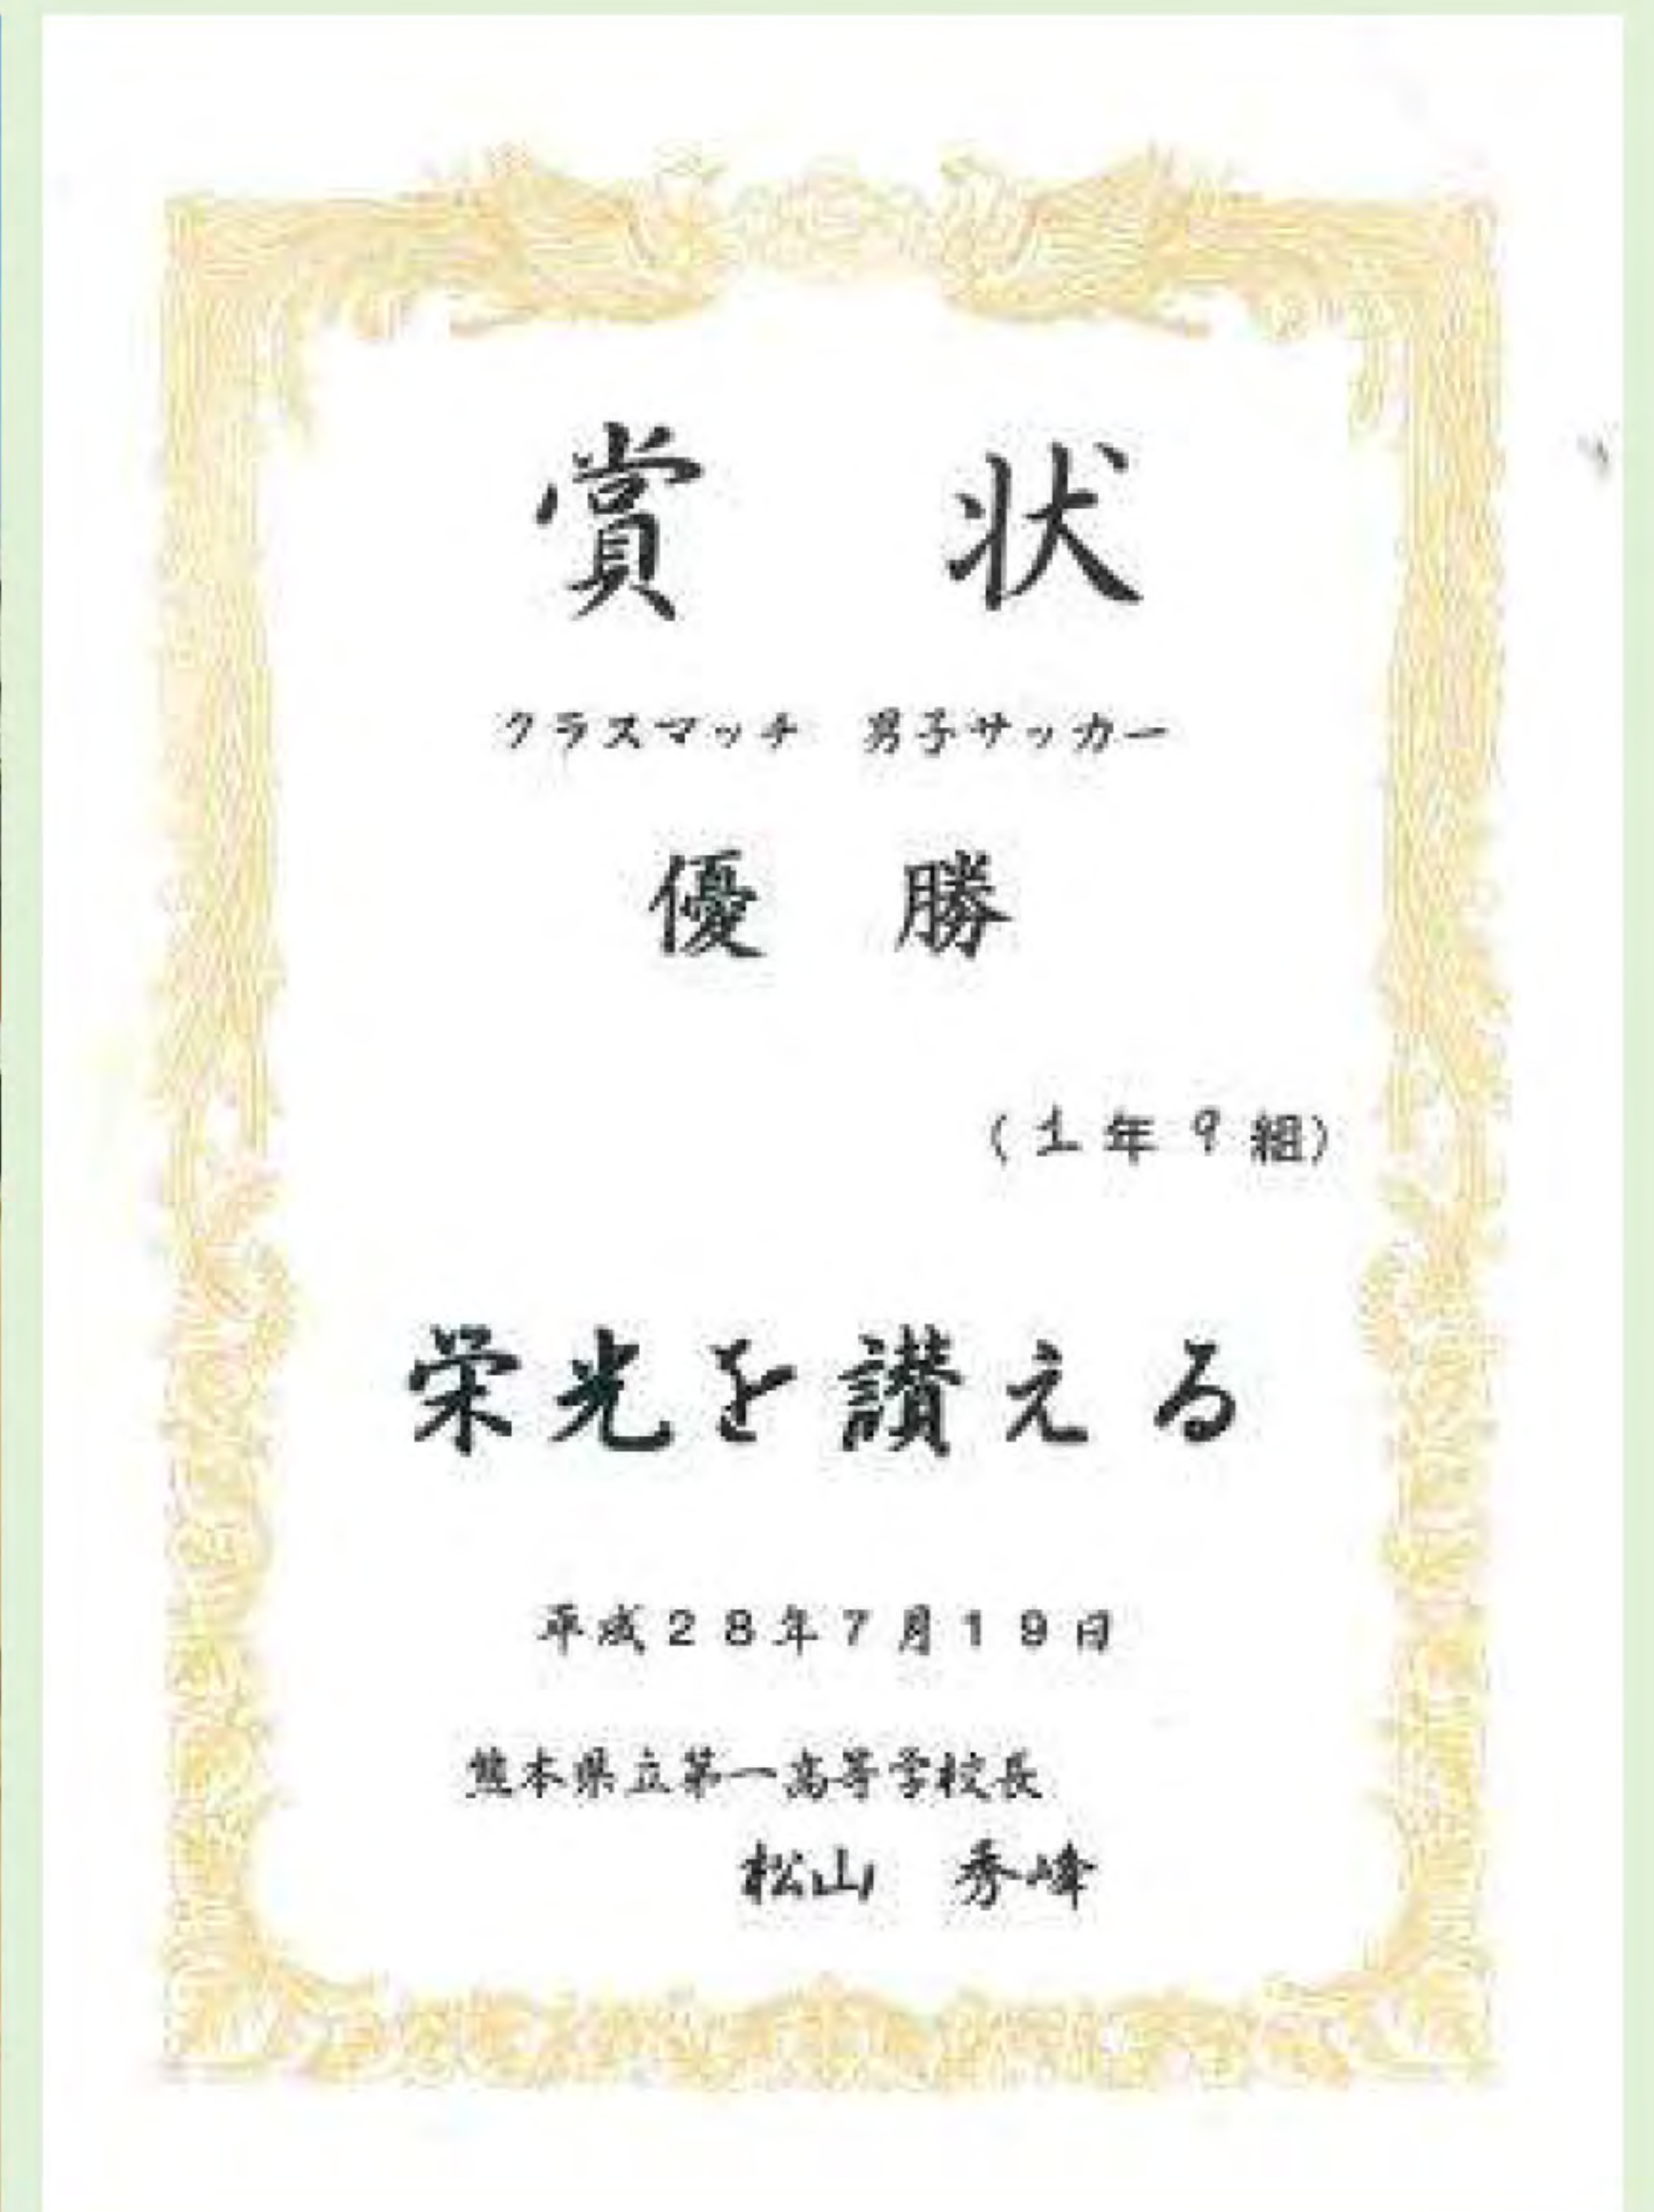 賞 状
クラスマッチ 男子サッカー
優 勝
(1年9組)
栄光を讃える
平成28年7月19日
熊本県立第一高等学校長
松山 秀峰